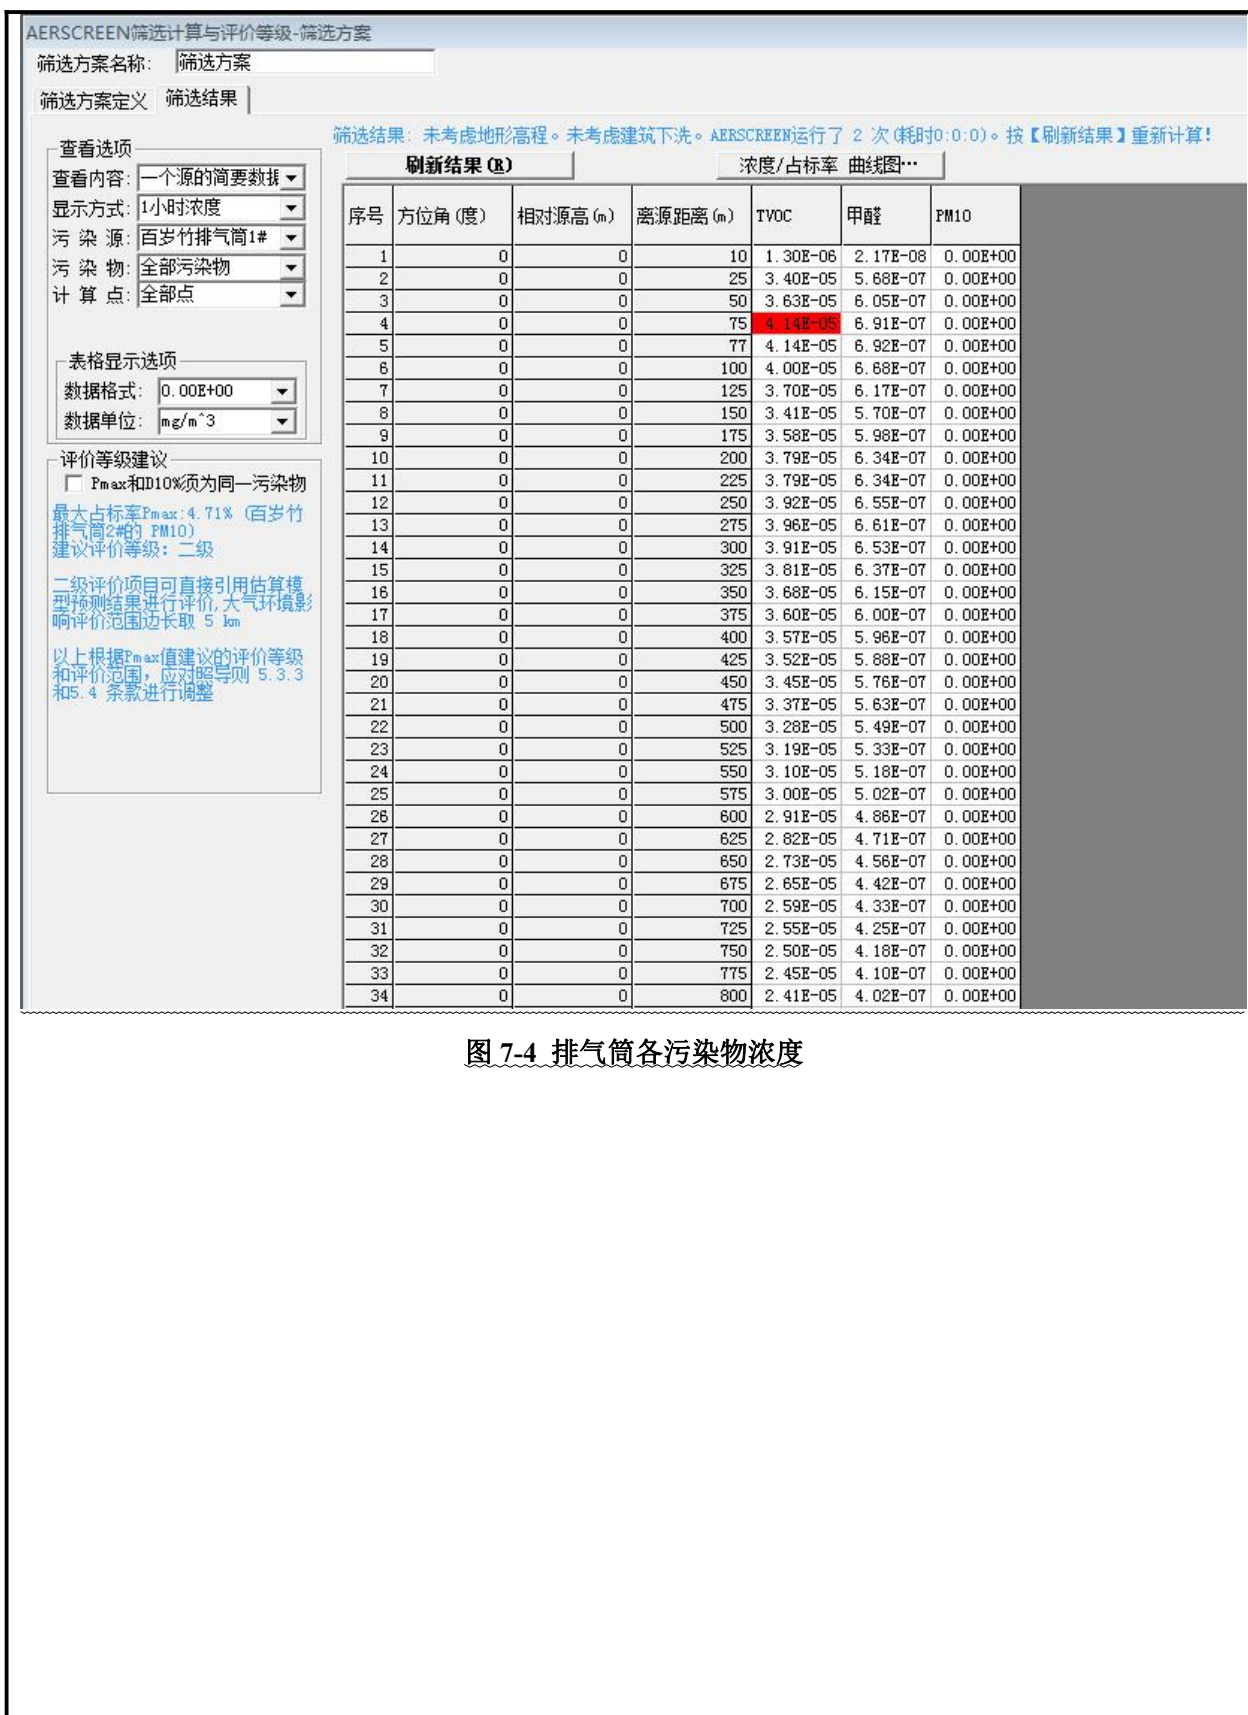 AERSCREEN筛选计算与评价等级-筛选方案
筛选方案名称: 筛选方案
筛选方案定义 筛选结果
筛选结果: 未考虑地形高程。未考虑建筑下洗。AERSCREEN运行了 2 次(耗时0:0:0)。按【刷新结果】重新计算!
刷新结果(R) 浓度/占标率 曲线图…
查看选项
查看内容: 一个源的简要数据
显示方式: 1小时浓度
污 染 源: 百岁竹排气筒1#
污 染 物: 全部污染物
计 算 点: 全部点
表格显示选项
数据格式: 0.00E+00
数据单位: mg/m^3
评价等级建议
Pmax和D10%须为同一污染物
最大占标率Pmax:4.71% (百岁竹
排气筒2#的 PM10)
建议评价等级: 二级
二级评价项目可直接引用估算模
型预测结果进行评价,大气环境影
响评价范围边长取 5 km
以上根据Pmax值建议的评价等级
和评价范围,应对照导则 5.3.3
和5.4 条款进行调整
序号 方位角(度) 相对源高(m) 离源距离(m) TVOC 甲醛 PM10
1 0 0 10 1.30E-06 2.17E-08 0.00E+00
2 0 0 25 3.40E-05 5.68E-07 0.00E+00
3 0 0 50 3.63E-05 6.05E-07 0.00E+00
4 0 0 75 4.14E-05 6.91E-07 0.00E+00
5 0 0 77 4.14E-05 6.92E-07 0.00E+00
6 0 0 100 4.00E-05 6.68E-07 0.00E+00
7 0 0 125 3.70E-05 6.17E-07 0.00E+00
8 0 0 150 3.41E-05 5.70E-07 0.00E+00
9 0 0 175 3.58E-05 5.98E-07 0.00E+00
10 0 0 200 3.79E-05 6.34E-07 0.00E+00
11 0 0 225 3.79E-05 6.34E-07 0.00E+00
12 0 0 250 3.92E-05 6.55E-07 0.00E+00
13 0 0 275 3.96E-05 6.61E-07 0.00E+00
14 0 0 300 3.91E-05 6.53E-07 0.00E+00
15 0 0 325 3.81E-05 6.37E-07 0.00E+00
16 0 0 350 3.68E-05 6.15E-07 0.00E+00
17 0 0 375 3.60E-05 6.00E-07 0.00E+00
18 0 0 400 3.57E-05 5.96E-07 0.00E+00
19 0 0 425 3.52E-05 5.88E-07 0.00E+00
20 0 0 450 3.45E-05 5.76E-07 0.00E+00
21 0 0 475 3.37E-05 5.63E-07 0.00E+00
22 0 0 500 3.28E-05 5.49E-07 0.00E+00
23 0 0 525 3.19E-05 5.33E-07 0.00E+00
24 0 0 550 3.10E-05 5.18E-07 0.00E+00
25 0 0 575 3.00E-05 5.02E-07 0.00E+00
26 0 0 600 2.91E-05 4.86E-07 0.00E+00
27 0 0 625 2.82E-05 4.71E-07 0.00E+00
28 0 0 650 2.73E-05 4.56E-07 0.00E+00
29 0 0 675 2.65E-05 4.42E-07 0.00E+00
30 0 0 700 2.59E-05 4.33E-07 0.00E+00
31 0 0 725 2.55E-05 4.25E-07 0.00E+00
32 0 0 750 2.50E-05 4.18E-07 0.00E+00
33 0 0 775 2.45E-05 4.10E-07 0.00E+00
34 0 0 800 2.41E-05 4.02E-07 0.00E+00
图 7-4 排气筒各污染物浓度